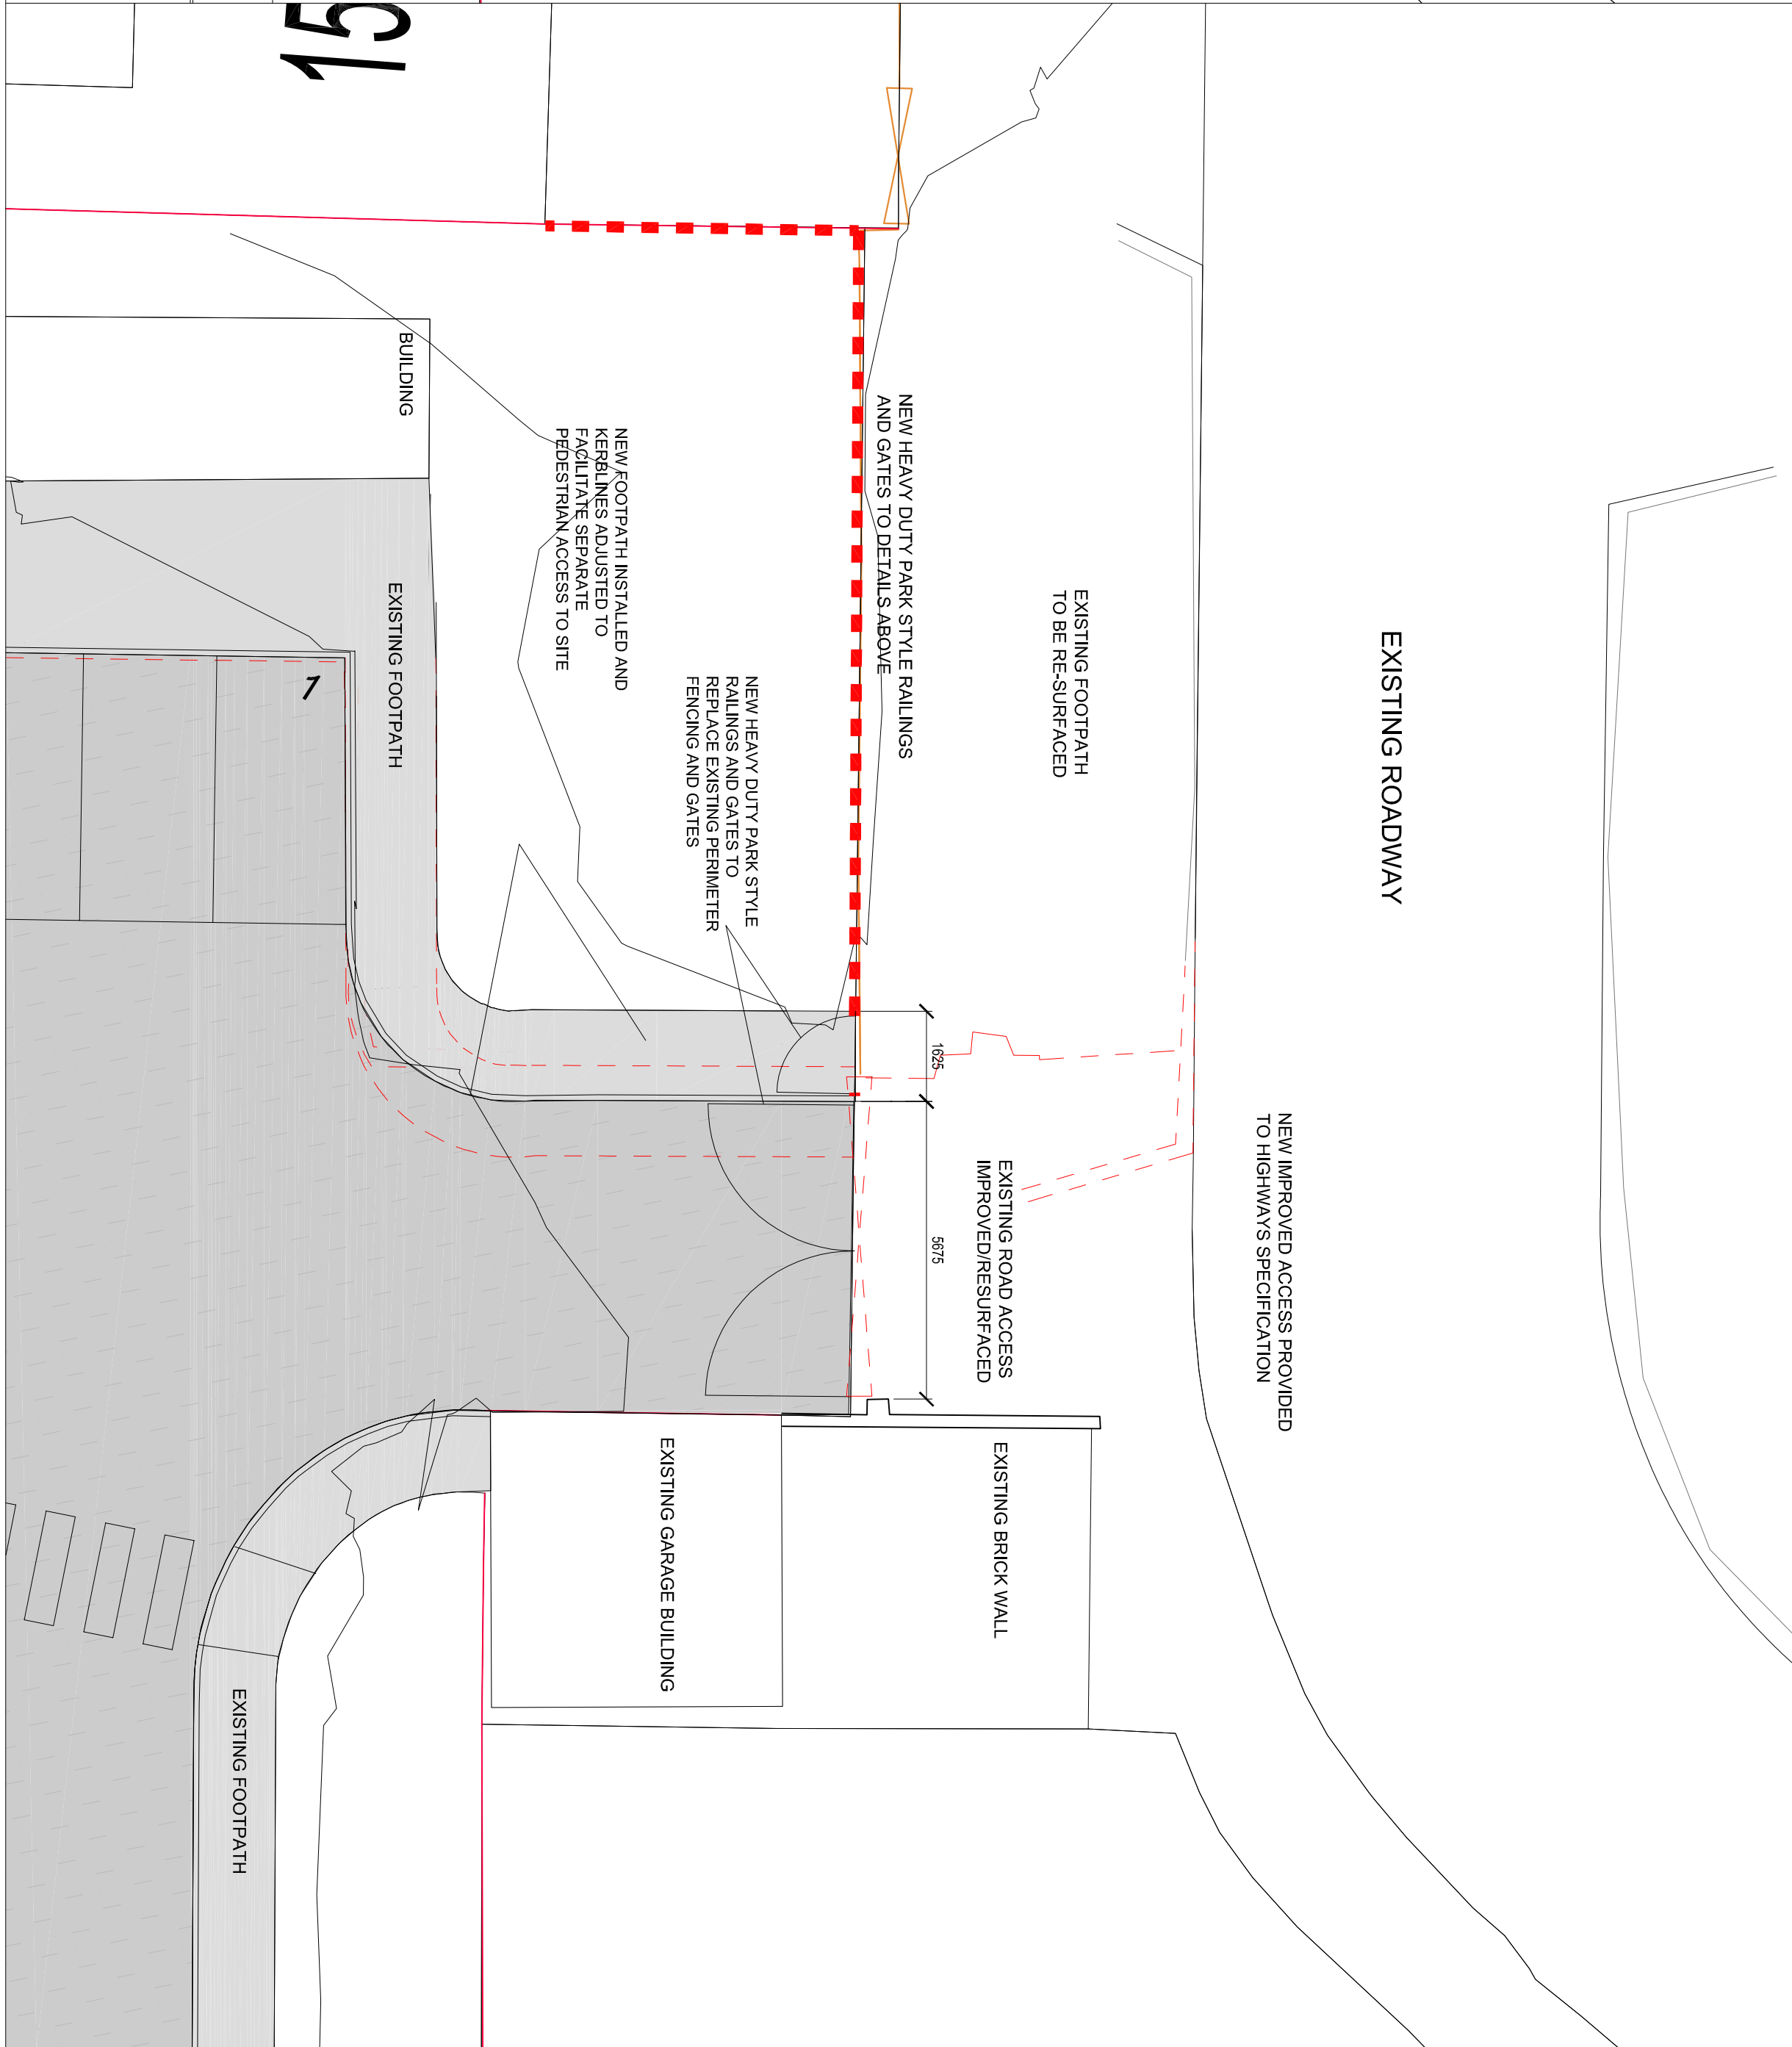 15
EXISTING ROADWAY
NEW IMPROVED ACCESS PROVIDED
TO HIGHWAYS SPECIFICATION
EXISTING FOOTPATH
TO BE RE-SURFACED
EXISTING ROAD ACCESS
IMPROVED/RESURFACED
EXISTING BRICK WALL
1625
5675
NEW HEAVY DUTY PARK STYLE RAILINGS
AND GATES TO DETAILS ABOVE
NEW HEAVY DUTY PARK STYLE
RAILINGS AND GATES TO
REPLACE EXISTING PERIMETER
FENCING AND GATES
EXISTING GARAGE BUILDING
NEW FOOTPATH INSTALLED AND
KERBLINES ADJUSTED TO
FACILITATE SEPARATE
PEDESTRIAN ACCESS TO SITE
BUILDING
EXISTING FOOTPATH
1
EXISTING FOOTPATH